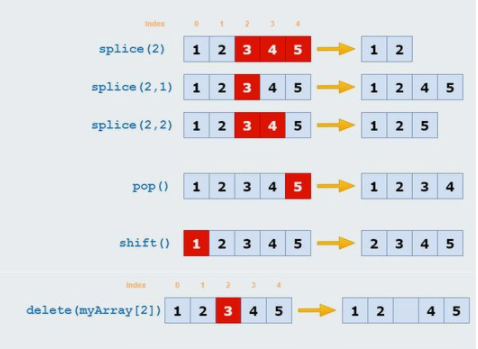 Index 0 1 2 3 4
splice(2) 1 2 3 4 5 1 2
splice(2,1) 1 2 3 4 5 1 2 4 5
splice(2,2) 1 2 3 4 5 1 2 5
pop() 1 2 3 4 5 1 2 3 4
shift() 1 2 3 4 5 2 3 4 5
Index 0 1 2 3 4
delete(myArray[2]) 1 2 3 4 5 1 2 4 5